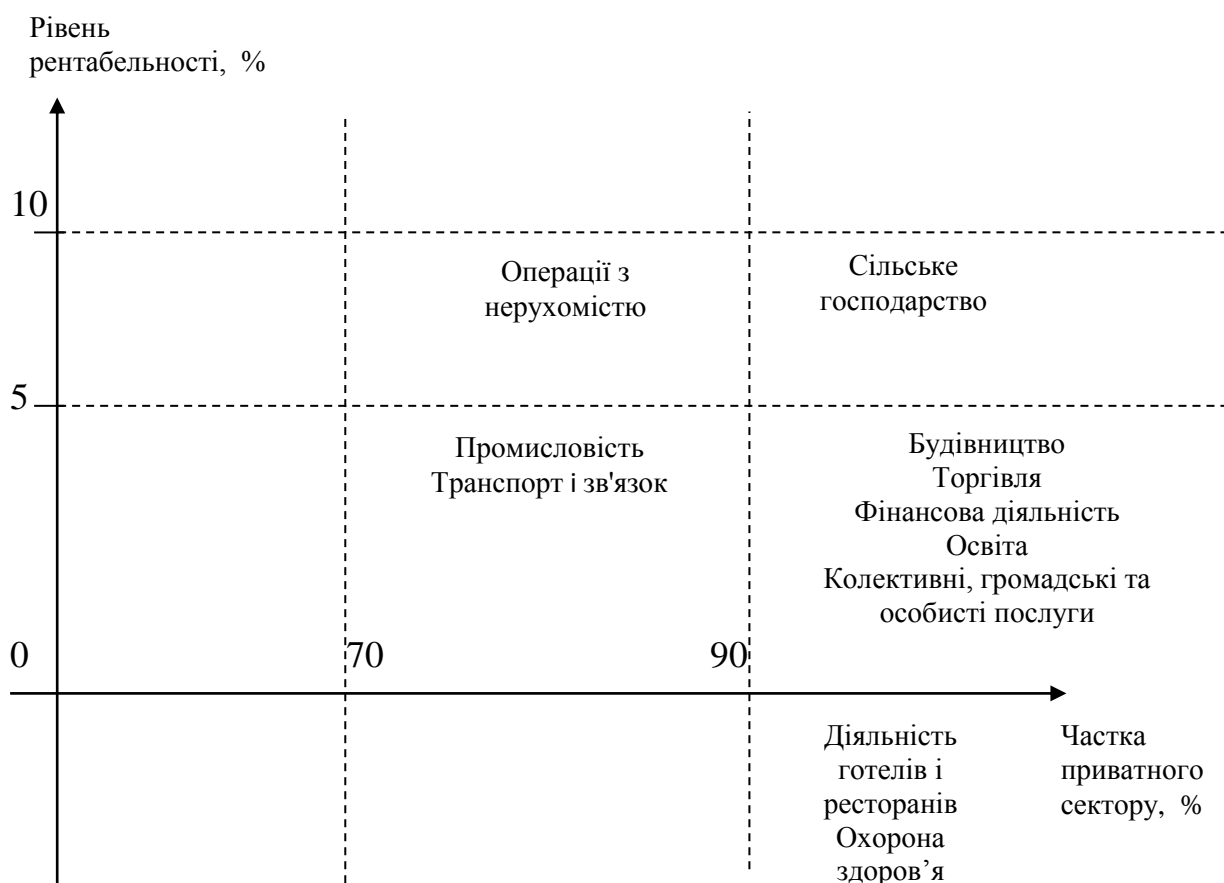 Рівень
рентабельності, %
10
Операції з
нерухомістю
Сільське
господарство
5
Промисловість
Транспорт і зв'язок
Будівництво
Торгівля
Фінансова діяльність
Освіта
Колективні, громадські та
особисті послуги
0
70
90
Діяльність
готелів і
ресторанів
Охорона
здоров’я
Частка
приватного
сектору, %